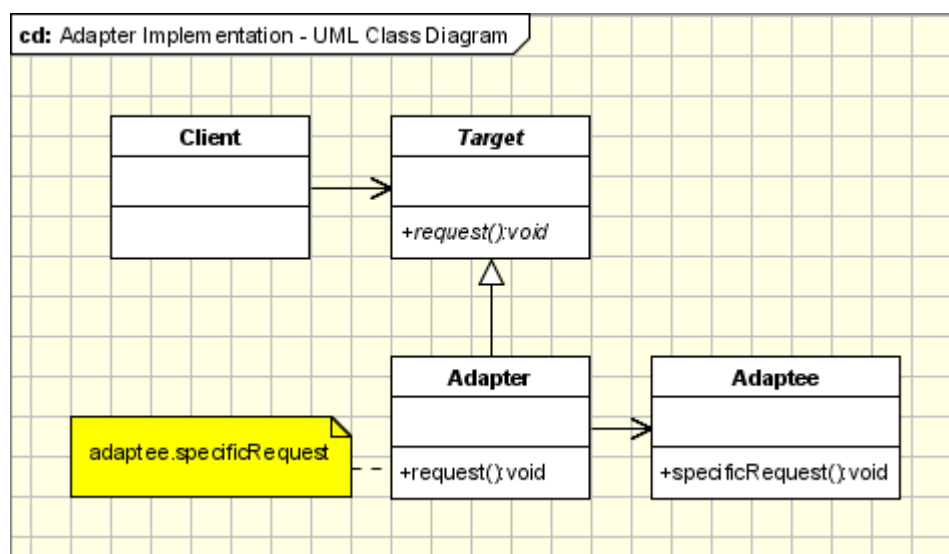 cd: Adapter Implementation - UML Class Diagram
Client
Target
+request():void
Adapter
Adaptee
adaptee.specificRequest
+request():void
+specificRequest():void